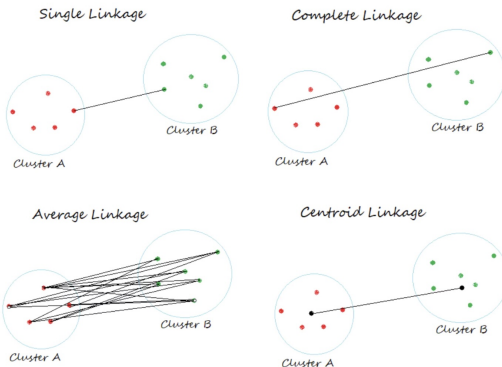 Single Linkage
Complete Linkage
Cluster A
Cluster B
Cluster A
Cluster B
Average Linkage
Centroid Linkage
Cluster A
Cluster B
Cluster A
Cluster B